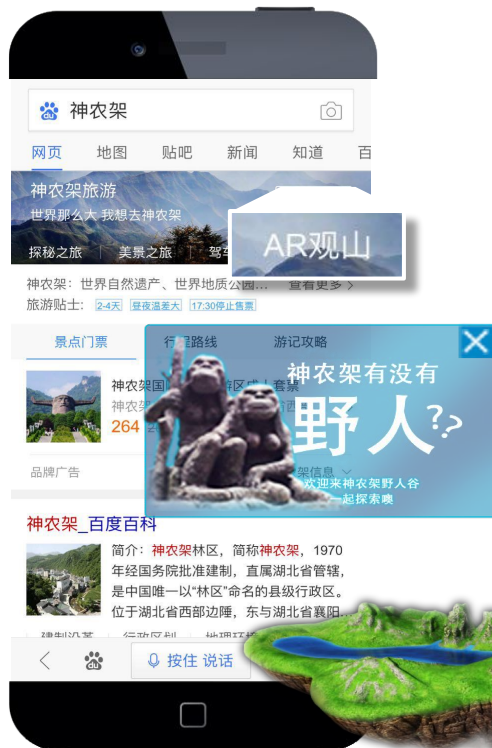 神农架
网页 地图 贴吧 新闻 知道 百
神农架旅游
世界那么大 我想去神农架
探秘之旅 美景之旅 驾车
AR观山
神农架：世界自然遗产、世界地质公园... 查看更多
旅游贴士： 2-4天 昼夜温差大 17:30停止售票
景点门票 行程路线 游记攻略
神农架有没有
野人??
欢迎来神农架野人谷
一起探索噢
神农架国
套票
神农架
264
品牌广告
架信息
神农架_百度百科
简介：神农架林区，简称神农架，1970
年经国务院批准建制，直属湖北省管辖，
是中国唯一以“林区”命名的县级行政区。
位于湖北省西部边陲，东与湖北省襄阳...
建制沿革 行政区划 地理环境
du 按住 说话